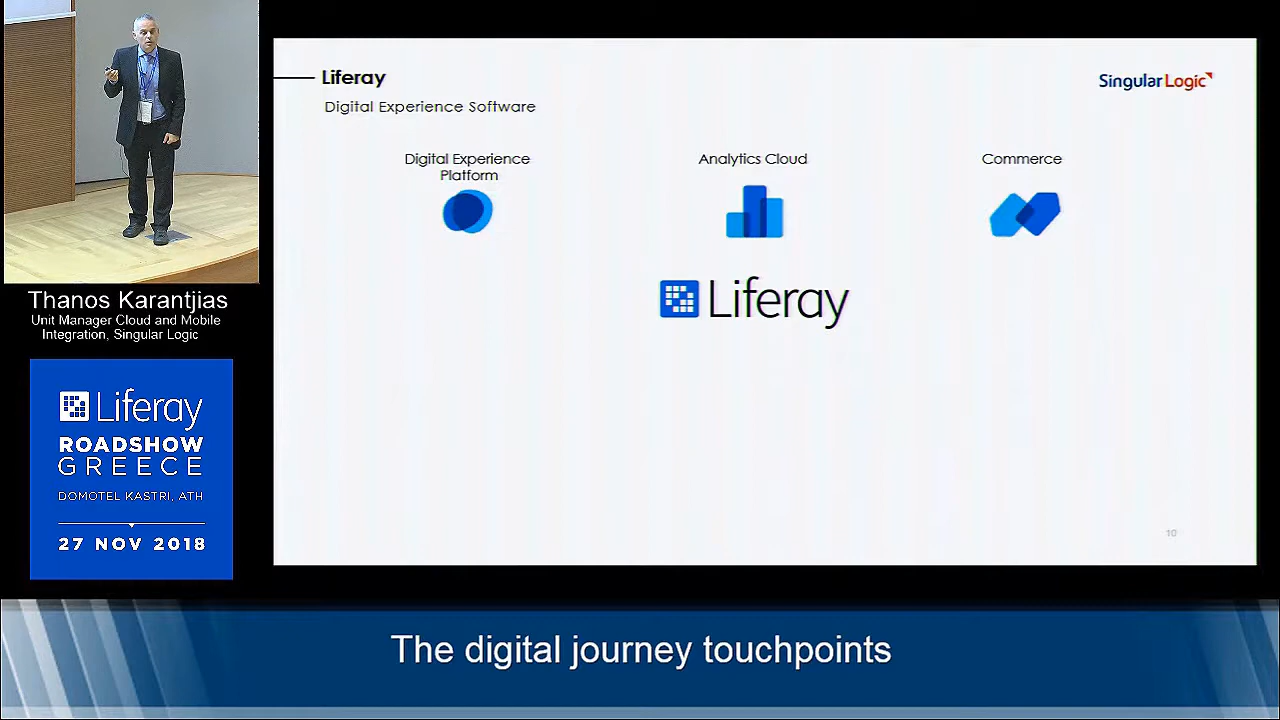 Liferay
Digital Experience Software
SingularLogic
Digital Experience
Platform
Analytics Cloud
Commerce
Liferay
10
Thanos Karantjias
Unit Manager Cloud and Mobile
Integration, Singular Logic
Liferay
ROADSHOW
GREECE
DOMOTEL KASTRI, ATH
27 NOV 2018
The digital journey touchpoints